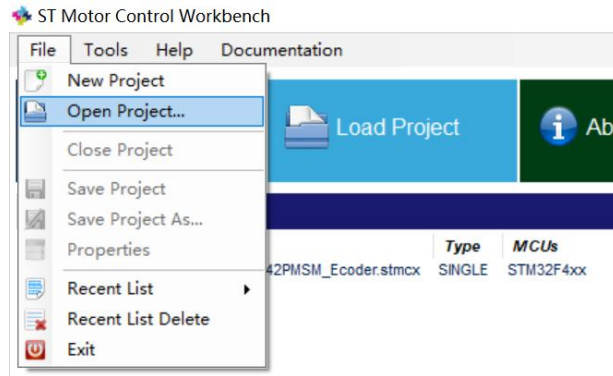 ST Motor Control Workbench
File Tools Help Documentation
New Project
Open Project...
Load Project
Ab
Close Project
Save Project
Save Project As...
Properties
Type MCUs
42PMSM_Ecoder.stmcx SINGLE STM32F4xx
Recent List
Recent List Delete
Exit